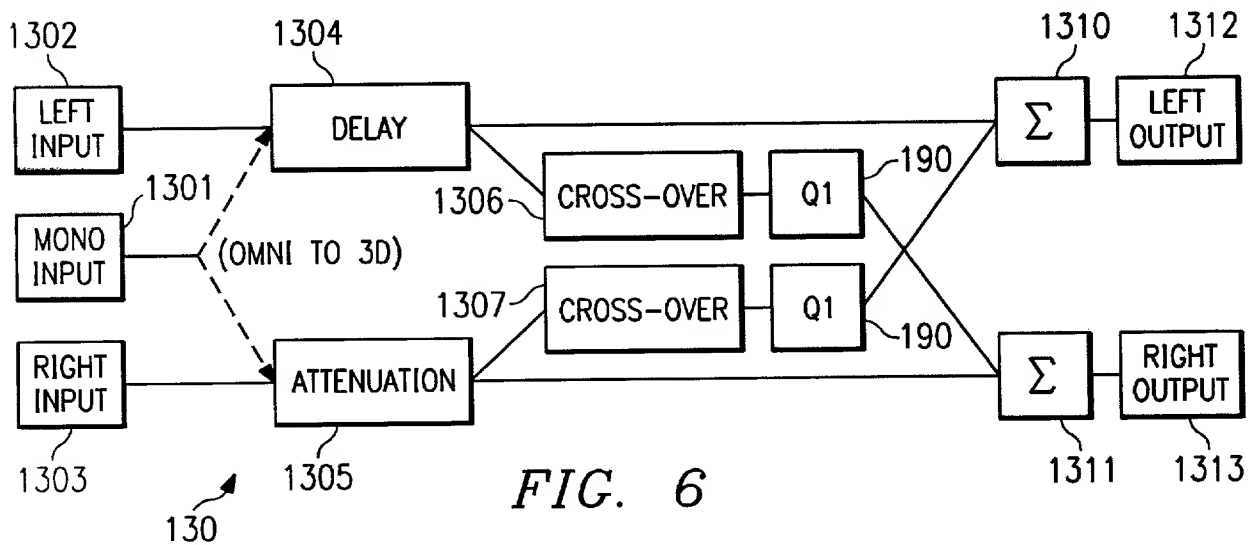 1302
1304
1310
1312
LEFT
INPUT
DELAY
Σ
LEFT
OUTPUT
1301
1306
CROSS-OVER
Q1
190
MONO
INPUT
(OMNI TO 3D)
1307
CROSS-OVER
Q1
190
RIGHT
INPUT
ATTENUATION
Σ
RIGHT
OUTPUT
1303
1305
1311
1313
130
FIG. 6